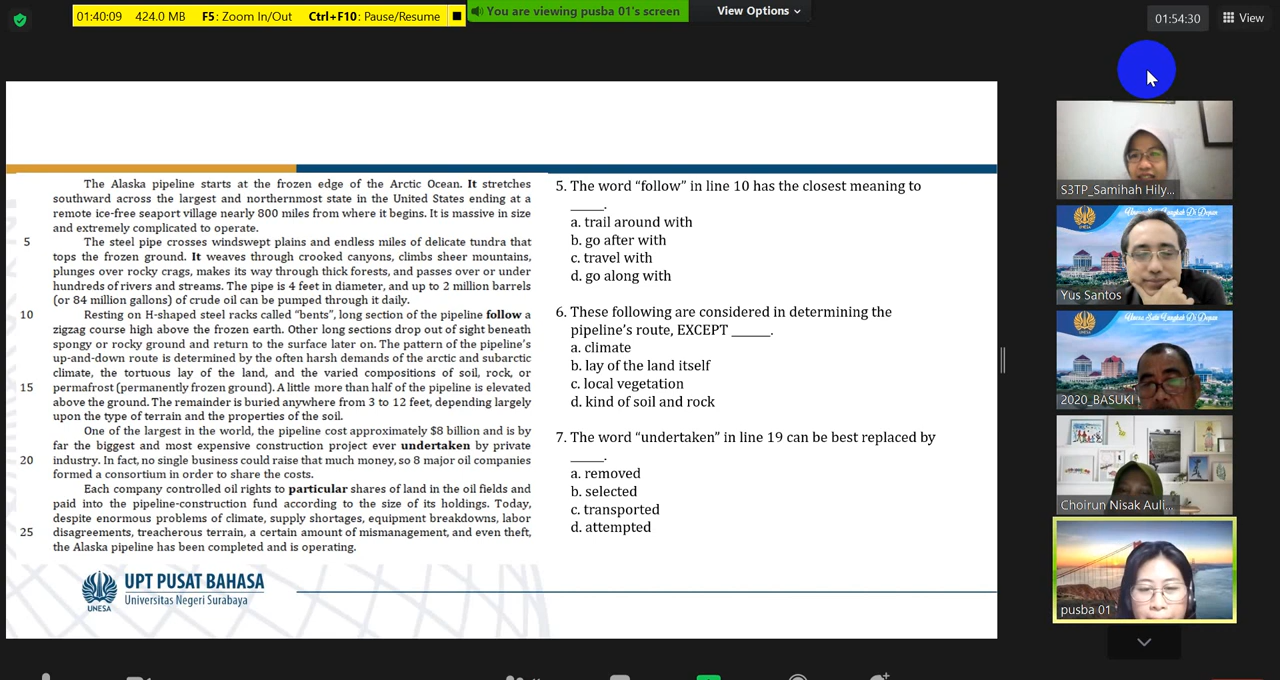 01:40:09 424.0 MB F5: Zoom In/Out Ctrl+F10: Pause/Resume
You are viewing pusba 01's screen
View Options
01:54:30
View
The Alaska pipeline starts at the frozen edge of the Arctic Ocean. It stretches
southward across the largest and northernmost state in the United States ending at a
remote ice-free seaport village nearly 800 miles from where it begins. It is massive in size
and extremely complicated to operate.
5 The steel pipe crosses windswept plains and endless miles of delicate tundra that
tops the frozen ground. It weaves through crooked canyons, climbs sheer mountains,
plunges over rocky crags, makes its way through thick forests, and passes over or under
hundreds of rivers and streams. The pipe is 4 feet in diameter, and up to 2 million barrels
(or 84 million gallons) of crude oil can be pumped through it daily.
10 Resting on H-shaped steel racks called "bents", long section of the pipeline follow a
zigzag course high above the frozen earth. Other long sections drop out of sight beneath
spongy or rocky ground and return to the surface later on. The pattern of the pipeline's
up-and-down route is determined by the often harsh demands of the arctic and subarctic
climate, the tortuous lay of the land, and the varied compositions of soil, rock, or
15 permafrost (permanently frozen ground). A little more than half of the pipeline is elevated
above the ground. The remainder is buried anywhere from 3 to 12 feet, depending largely
upon the type of terrain and the properties of the soil.
One of the largest in the world, the pipeline cost approximately $8 billion and is by
far the biggest and most expensive construction project ever undertaken by private
20 industry. In fact, no single business could raise that much money, so 8 major oil companies
formed a consortium in order to share the costs.
Each company controlled oil rights to particular shares of land in the oil fields and
paid into the pipeline-construction fund according to the size of its holdings. Today,
despite enormous problems of climate, supply shortages, equipment breakdowns, labor
25 disagreements, treacherous terrain, a certain amount of mismanagement, and even theft,
the Alaska pipeline has been completed and is operating.
5. The word "follow" in line 10 has the closest meaning to
_____.
a. trail around with
b. go after with
c. travel with
d. go along with
6. These following are considered in determining the
pipeline's route, EXCEPT _____.
a. climate
b. lay of the land itself
c. local vegetation
d. kind of soil and rock
7. The word "undertaken" in line 19 can be best replaced by
_____.
a. removed
b. selected
c. transported
d. attempted
UNESA
UPT PUSAT BAHASA
Universitas Negeri Surabaya
S3TP_Samihah Hily...
Yus Santos
2020_BASUKI
Choirun Nisak Auli...
pusba 01